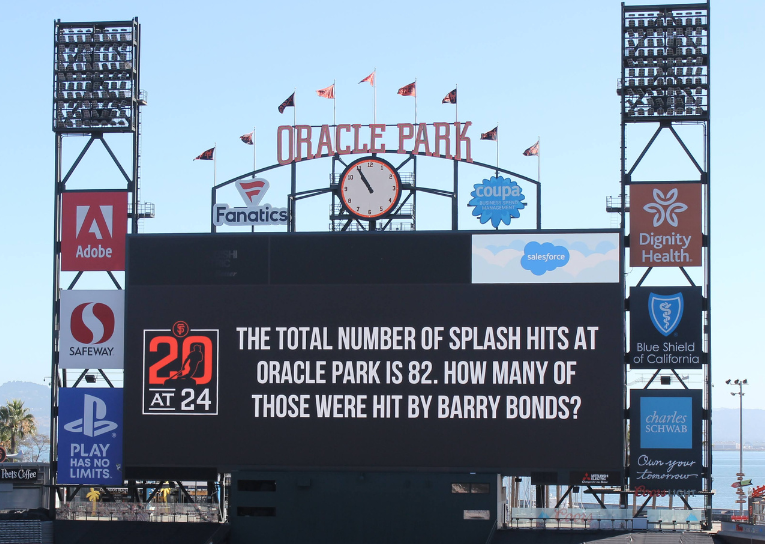 ORACLE PARK
Fanatics
coupa
Adobe
salesforce
Dignity
Health.
SAFEWAY
20
AT 24
THE TOTAL NUMBER OF SPLASH HITS AT
ORACLE PARK IS 82. HOW MANY OF
THOSE WERE HIT BY BARRY BONDS?
Blue Shield
of California
PLAY
HAS NO
LIMITS.
charles
SCHWAB
Own your
tomorrow
Peet's Coffee